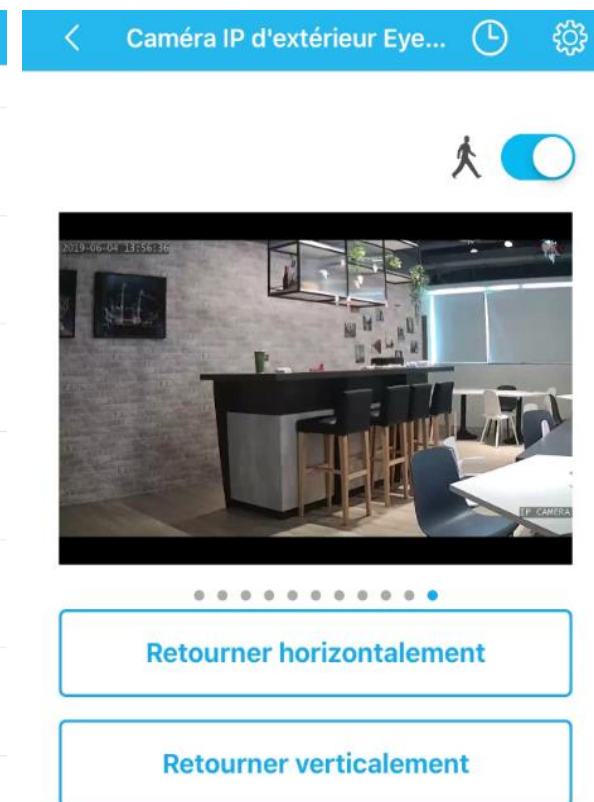 Caméra IP d'extérieur Eye...
2019-06-04 13:56:36
IP CAMERA
Retourner horizontalement
Retourner verticalement